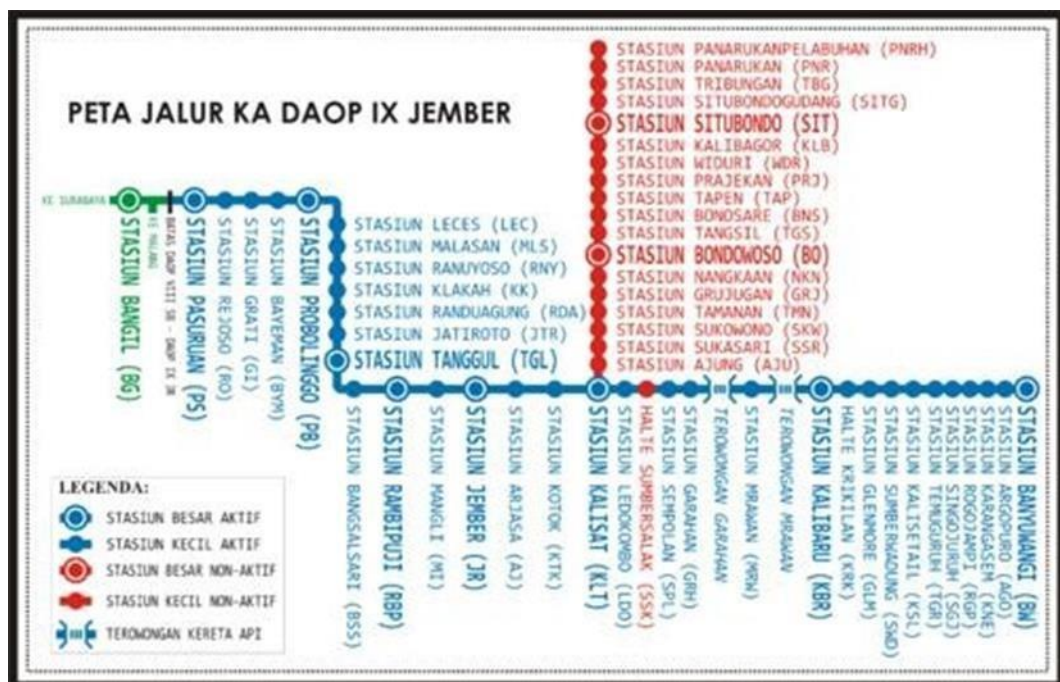 PETA JALUR KA DAOP IX JEMBER
STASIUN PANARUKANPELABUHAN (PNRH)
STASIUN PANARUKAN (PNR)
STASIUN TRIBUNGAN (TBG)
STASIUN SITUBONDOGUDANG (SITG)
STASIUN SITUBONDO (SIT)
STASIUN KALIBAGOR (KLB)
STASIUN WIDURI (WDR)
STASIUN PRAJEKAN (PRJ)
STASIUN TAPEN (TAP)
STASIUN BONOSARE (BNS)
STASIUN TANGSIL (TGS)
STASIUN BONDOWOSO (BO)
STASIUN NANGKAAN (NKN)
STASIUN GRUJUGAN (GRJ)
STASIUN TAMANAN (TMN)
STASIUN SUKOWONO (SKW)
STASIUN SUKASARI (SSR)
STASIUN AJUNG (AJU)
KE SURABAYA
STASIUN BANGIL (BG)
KE MALANG
BATAS DAOP VIII SB - DAOP IX JR
STASIUN PASURUAN (PS)
STASIUN REJOSO (RO)
STASIUN GRATI (GI)
STASIUN BAYEMAN (BYM)
STASIUN PROBOLINGGO (PB)
STASIUN LECES (LEC)
STASIUN MALASAN (MLS)
STASIUN RANUYOSO (RNY)
STASIUN KLAKAH (KK)
STASIUN RANDUAGUNG (RDA)
STASIUN JATIROTO (JTR)
STASIUN TANGGUL (TGL)
STASIUN BANGSALSARI (BSS)
STASIUN RAMBIPUJI (RBP)
STASIUN MANGLI (MI)
STASIUN JEMBER (JR)
STASIUN ARJASA (AJ)
STASIUN KOTOK (KTK)
STASIUN KALISAT (KLT)
STASIUN LEDOKOMBO (LDO)
HALTE SUMBERSALAK (SSK)
STASIUN SEMPOLAN (SPL)
STASIUN GARAHAN (GRH)
TEROWONGAN GARAHAN
STASIUN MRAWAN (MRW)
TEROWONGAN MRAWAN
STASIUN KALIBARU (KBR)
HALTE KRIKILAN (KRK)
STASIUN GLENMORE (GLM)
STASIUN SUMBERWADUNG (SWD)
STASIUN KALISETAIL (KSL)
STASIUN TEMUGURUH (TGR)
STASIUN SINGOJURUH (SGJ)
STASIUN ROGOJAMPI (RGP)
STASIUN KARANGASEM (KNE)
STASIUN ARGOPURO (AGO)
STASIUN BANYUWANGI (BW)
LEGENDA:
STASIUN BESAR AKTIF
STASIUN KECIL AKTIF
STASIUN BESAR NON-AKTIF
STASIUN KECIL NON-AKTIF
TEROWONGAN KERETA API